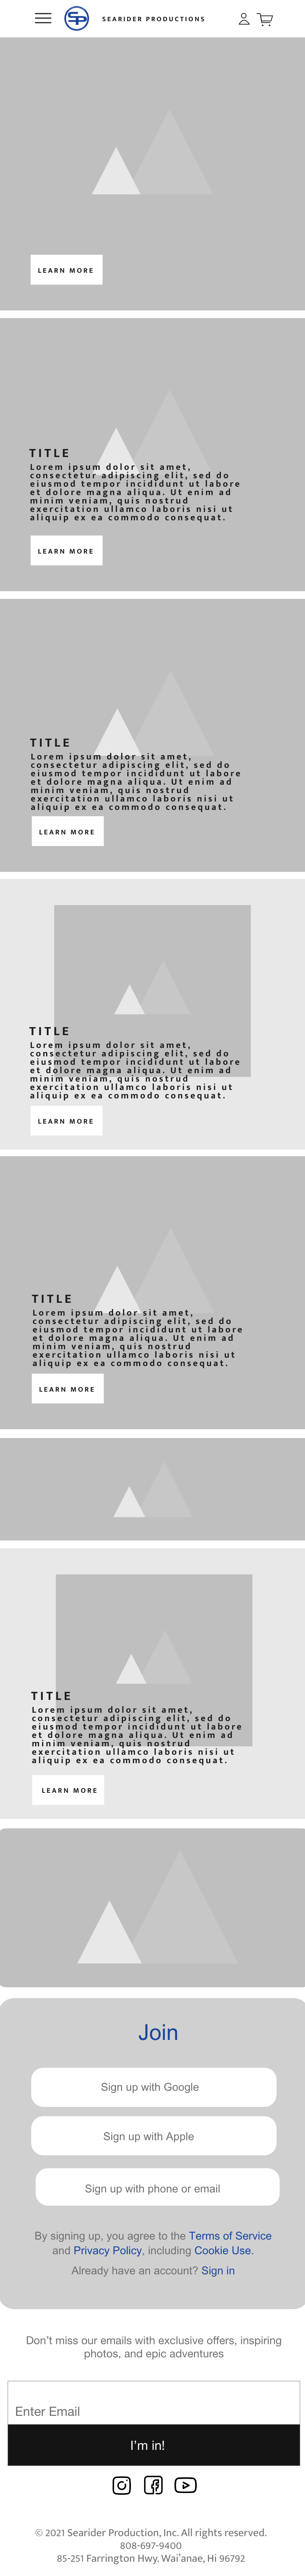 SP SEARIDER PRODUCTIONS
LEARN MORE
TITLE
Lorem ipsum dolor sit amet,
consectetur adipiscing elit, sed do
eiusmod tempor incididunt ut labore
et dolore magna aliqua. Ut enim ad
minim veniam, quis nostrud
exercitation ullamco laboris nisi ut
aliquip ex ea commodo consequat.
LEARN MORE
TITLE
Lorem ipsum dolor sit amet,
consectetur adipiscing elit, sed do
eiusmod tempor incididunt ut labore
et dolore magna aliqua. Ut enim ad
minim veniam, quis nostrud
exercitation ullamco laboris nisi ut
aliquip ex ea commodo consequat.
LEARN MORE
TITLE
Lorem ipsum dolor sit amet,
consectetur adipiscing elit, sed do
eiusmod tempor incididunt ut labore
et dolore magna aliqua. Ut enim ad
minim veniam, quis nostrud
exercitation ullamco laboris nisi ut
aliquip ex ea commodo consequat.
LEARN MORE
TITLE
Lorem ipsum dolor sit amet,
consectetur adipiscing elit, sed do
eiusmod tempor incididunt ut labore
et dolore magna aliqua. Ut enim ad
minim veniam, quis nostrud
exercitation ullamco laboris nisi ut
aliquip ex ea commodo consequat.
LEARN MORE
TITLE
Lorem ipsum dolor sit amet,
consectetur adipiscing elit, sed do
eiusmod tempor incididunt ut labore
et dolore magna aliqua. Ut enim ad
minim veniam, quis nostrud
exercitation ullamco laboris nisi ut
aliquip ex ea commodo consequat.
LEARN MORE
Join
Sign up with Google
Sign up with Apple
Sign up with phone or email
By signing up, you agree to the Terms of Service
and Privacy Policy, including Cookie Use.
Already have an account? Sign in
Don't miss our emails with exclusive offers, inspiring
photos, and epic adventures
Enter Email
I'm in!
© 2021 Searider Production, Inc. All rights reserved.
808-697-9400
85-251 Farrington Hwy. Wai'anae, Hi 96792